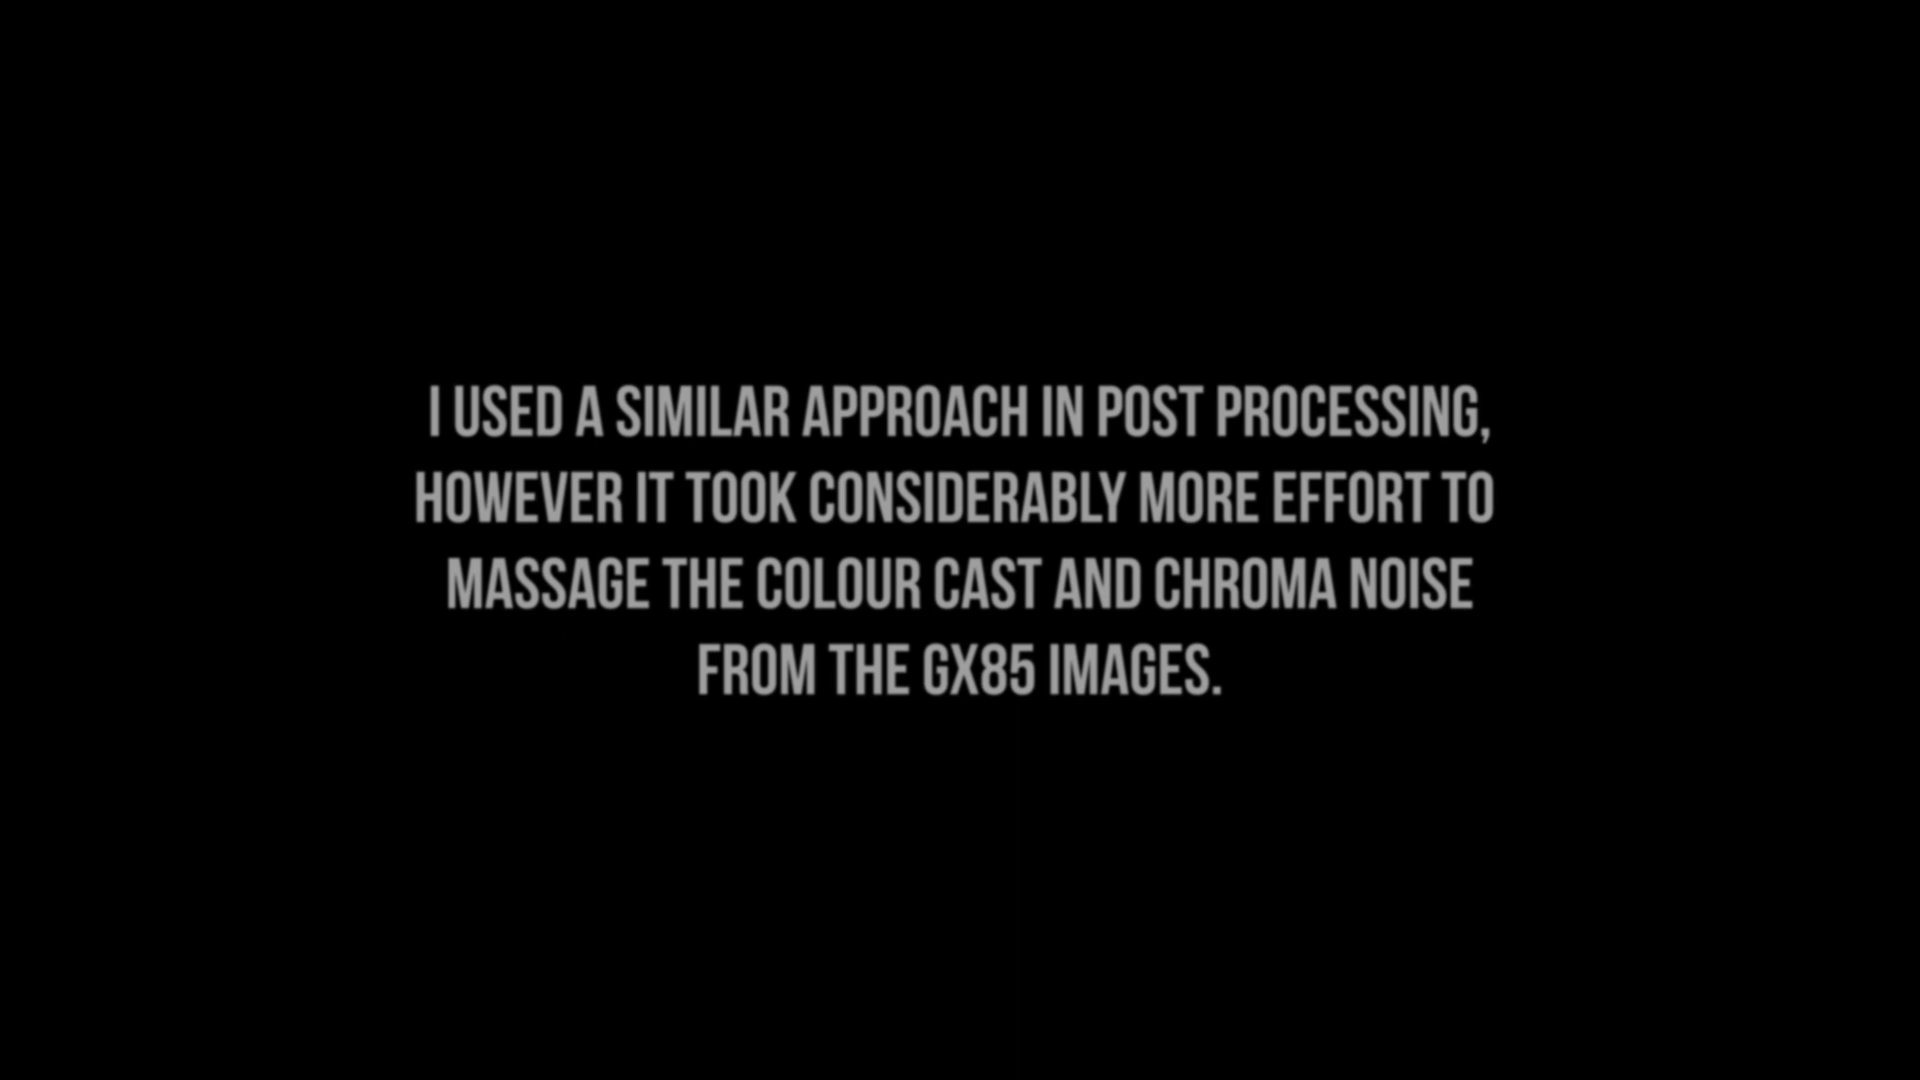 I USED A SIMILAR APPROACH IN POST PROCESSING,
HOWEVER IT TOOK CONSIDERABLY MORE EFFORT TO
MASSAGE THE COLOUR CAST AND CHROMA NOISE
FROM THE GX85 IMAGES.